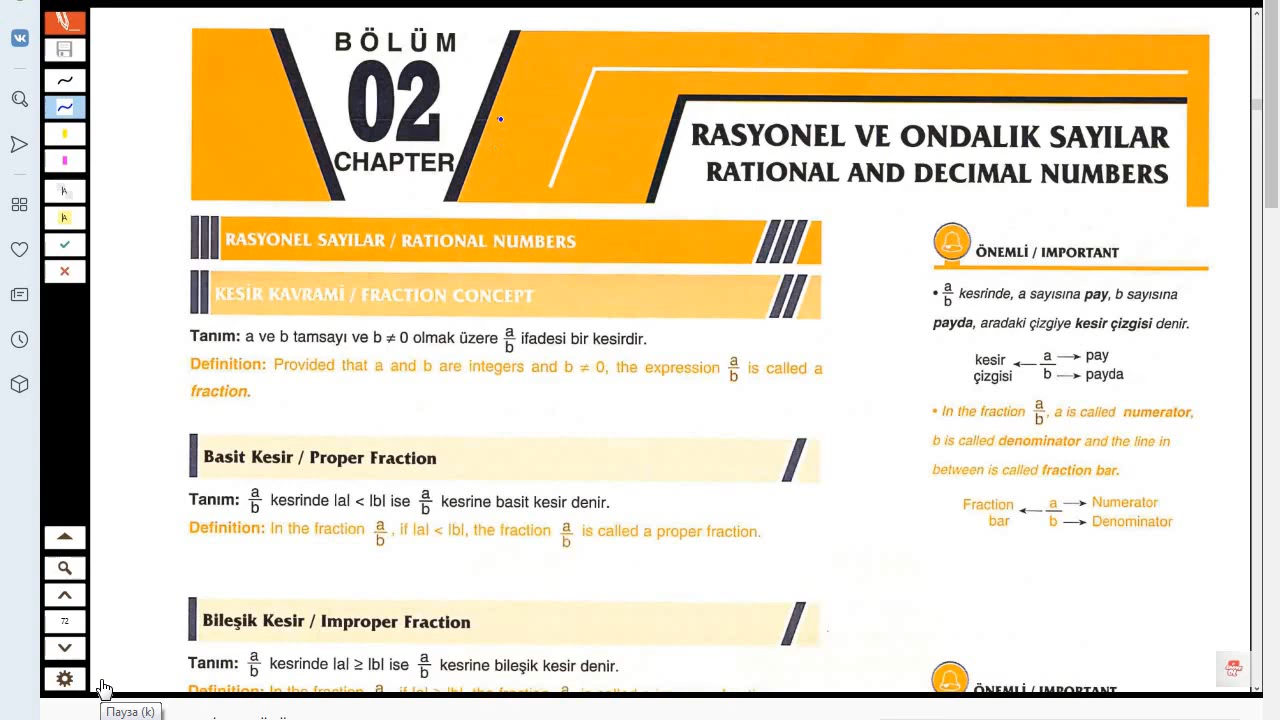 BÖLÜM
02
CHAPTER
RASYONEL VE ONDALIK SAYILAR
RATIONAL AND DECIMAL NUMBERS
RASYONEL SAYILAR / RATIONAL NUMBERS
KESİR KAVRAMİ / FRACTION CONCEPT
Tanım: a ve b tamsayı ve b ≠ 0 olmak üzere a/b ifadesi bir kesirdir.
Definition: Provided that a and b are integers and b ≠ 0, the expression a/b is called a
fraction.
Basit Kesir / Proper Fraction
Tanım: a/b kesrinde |a| < |b| ise a/b kesrine basit kesir denir.
Definition: In the fraction a/b, if |a| < |b|, the fraction a/b is called a proper fraction.
Bileşik Kesir / Improper Fraction
Tanım: a/b kesrinde |a| ≥ |b| ise a/b kesrine bileşik kesir denir.
ÖNEMLİ / IMPORTANT
• a/b kesrinde, a sayısına pay, b sayısına
payda, aradaki çizgiye kesir çizgisi denir.
kesir
çizgisi
a
b
pay
payda
• In the fraction a/b, a is called numerator,
b is called denominator and the line in
between is called fraction bar.
Fraction
bar
a
b
Numerator
Denominator
ÖNEMLİ / IMPORTANT
72
Пауза (k)